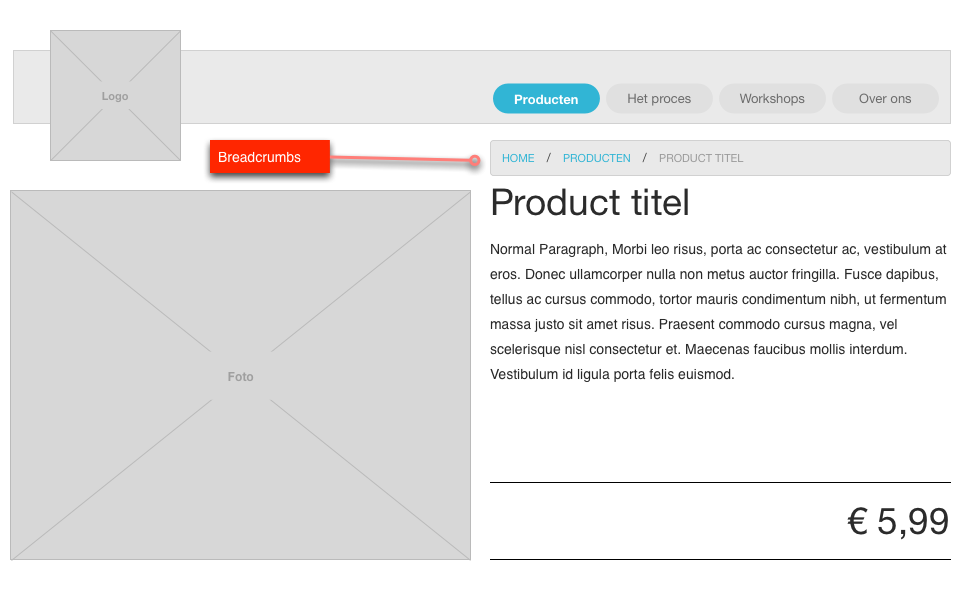 Logo
Producten
Het proces
Workshops
Over ons
Breadcrumbs
HOME / PRODUCTEN / PRODUCT TITEL
Product titel
Normal Paragraph, Morbi leo risus, porta ac consectetur ac, vestibulum at
eros. Donec ullamcorper nulla non metus auctor fringilla. Fusce dapibus,
tellus ac cursus commodo, tortor mauris condimentum nibh, ut fermentum
massa justo sit amet risus. Praesent commodo cursus magna, vel
scelerisque nisl consectetur et. Maecenas faucibus mollis interdum.
Vestibulum id ligula porta felis euismod.
Foto
€ 5,99